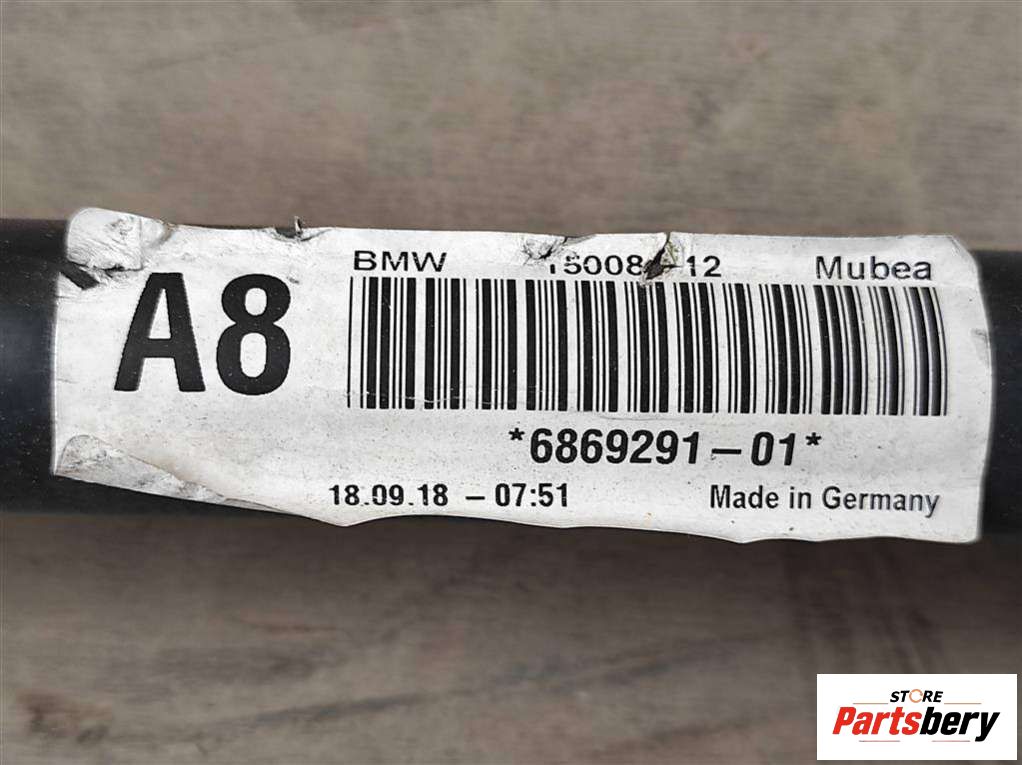 BMW Mubea
A8
*6869291-01*
18.09.18 - 07:51 Made in Germany
STORE
Partsbery